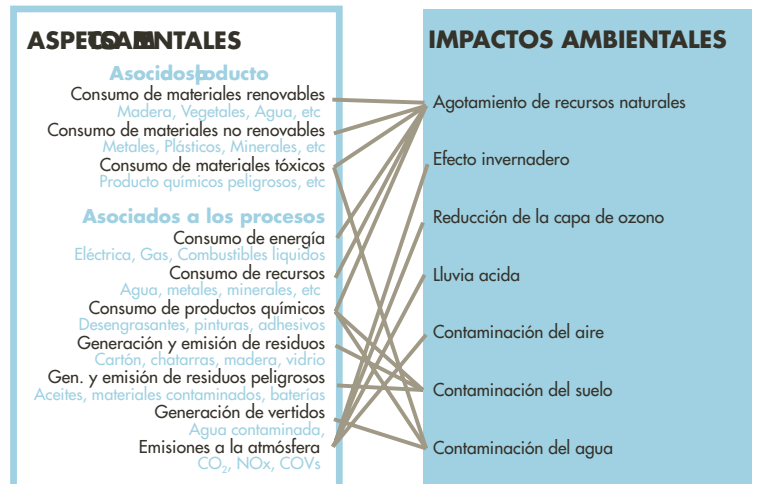 ASPECTOS AMBIENTALES
Asociados producto
Consumo de materiales renovables
Madera, Vegetales, Agua, etc
Consumo de materiales no renovables
Metales, Plásticos, Minerales, etc
Consumo de materiales tóxicos
Producto químicos peligrosos, etc
Asociados a los procesos
Consumo de energía
Eléctrica, Gas, Combustibles liquidos
Consumo de recursos
Agua, metales, minerales, etc
Consumo de productos químicos
Desengrasantes, pinturas, adhesivos
Generación y emisión de residuos
Cartón, chatarras, madera, vidrio
Gen. y emisión de residuos peligrosos
Aceites, materiales contaminados, baterías
Generación de vertidos
Agua contaminada,
Emisiones a la atmósfera
CO₂, NOx, COVs
IMPACTOS AMBIENTALES
Agotamiento de recursos naturales
Efecto invernadero
Reducción de la capa de ozono
Lluvia acida
Contaminación del aire
Contaminación del suelo
Contaminación del agua